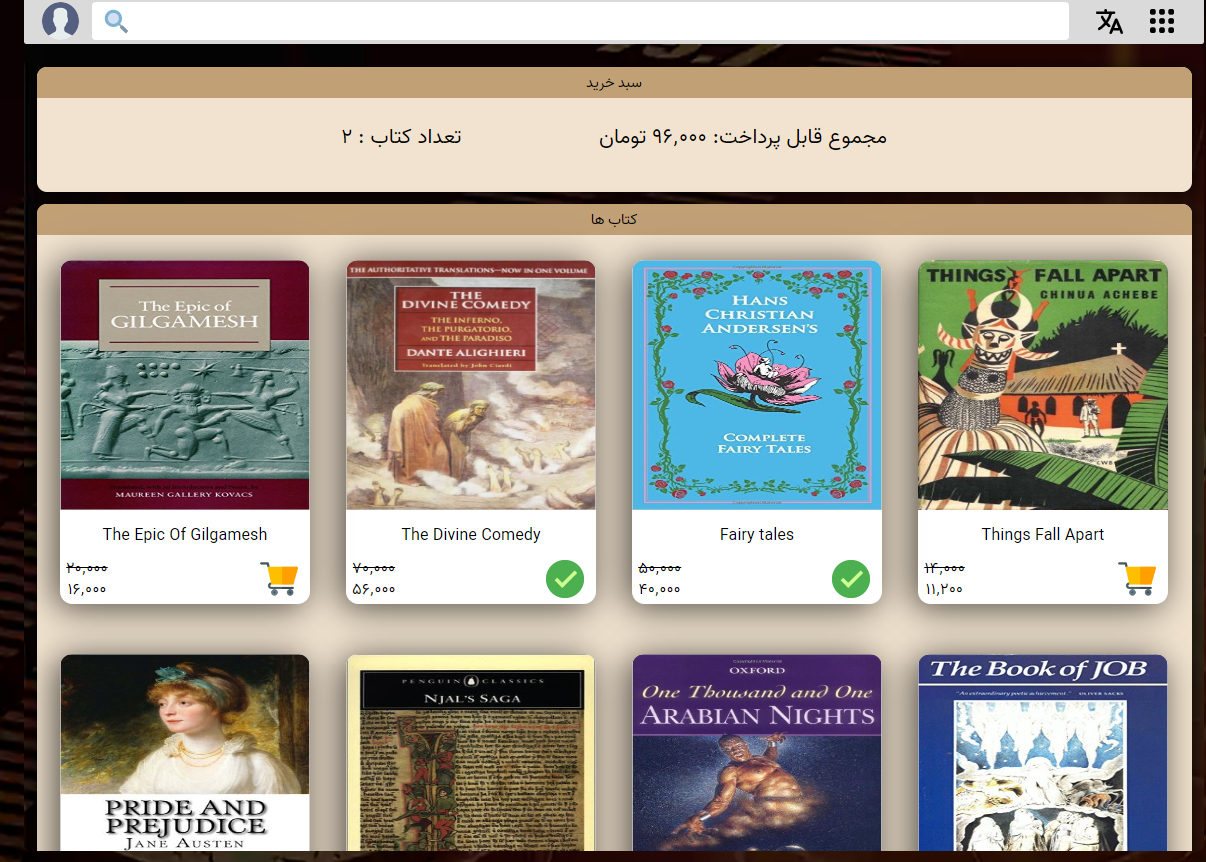 سبد خرید
مجموع قابل پرداخت: ۹۶,۰۰۰ تومان
تعداد کتاب : ۲
کتاب ها
The Epic of
GILGAMESH
MAUREEN GALLERY KOVACS
The Epic Of Gilgamesh
۲۰,۰۰۰
۱۶,۰۰۰
THE AUTHORITATIVE TRANSLATIONS—NOW IN ONE VOLUME
THE
DIVINE COMEDY
THE INFERNO,
THE PURGATORIO,
AND THE PARADISO
DANTE ALIGHIERI
Translated by John Ciardi
The Divine Comedy
۷۰,۰۰۰
۵۶,۰۰۰
HANS
CHRISTIAN
ANDERSEN'S
COMPLETE
FAIRY TALES
Fairy tales
۵۰,۰۰۰
۴۰,۰۰۰
THINGS FALL APART
CHINUA ACHEBE
CWB
Things Fall Apart
۱۴,۰۰۰
۱۱,۲۰۰
PRIDE AND
PREJUDICE
JANE AUSTEN
PENGUIN CLASSICS
NJAL'S SAGA
OXFORD
One Thousand and One
ARABIAN NIGHTS
The Book of JOB
"An extraordinary poetic achievement." OLIVER SACKS